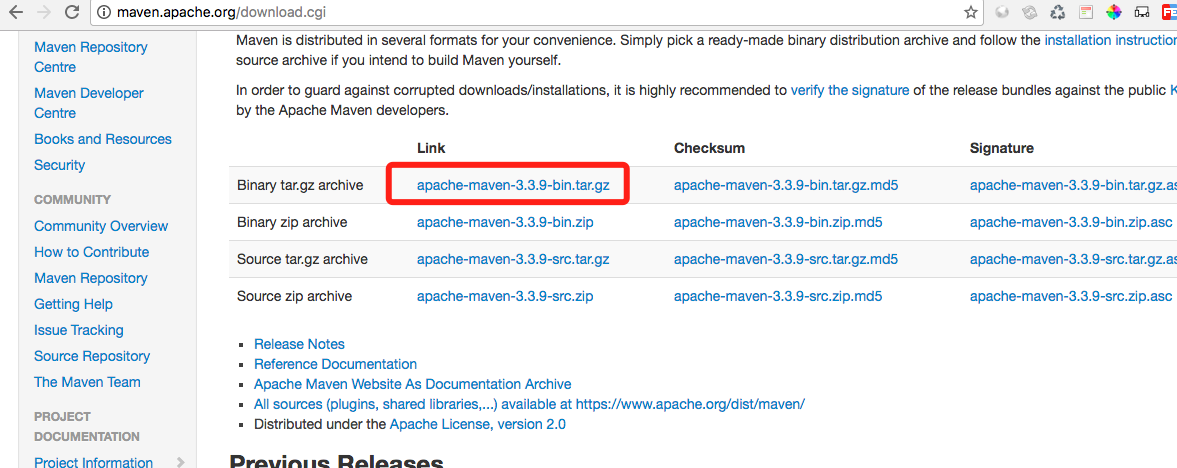 maven.apache.org/download.cgi
Maven Repository
Centre
Maven Developer
Centre
Books and Resources
Security
COMMUNITY
Community Overview
How to Contribute
Maven Repository
Getting Help
Issue Tracking
Source Repository
The Maven Team
PROJECT
DOCUMENTATION
Project Information
Maven is distributed in several formats for your convenience. Simply pick a ready-made binary distribution archive and follow the installation instruction
source archive if you intend to build Maven yourself.
In order to guard against corrupted downloads/installations, it is highly recommended to verify the signature of the release bundles against the public K
by the Apache Maven developers.
Link Checksum Signature
Binary tar.gz archive apache-maven-3.3.9-bin.tar.gz apache-maven-3.3.9-bin.tar.gz.md5 apache-maven-3.3.9-bin.tar.gz.as
Binary zip archive apache-maven-3.3.9-bin.zip apache-maven-3.3.9-bin.zip.md5 apache-maven-3.3.9-bin.zip.asc
Source tar.gz archive apache-maven-3.3.9-src.tar.gz apache-maven-3.3.9-src.tar.gz.md5 apache-maven-3.3.9-src.tar.gz.as
Source zip archive apache-maven-3.3.9-src.zip apache-maven-3.3.9-src.zip.md5 apache-maven-3.3.9-src.zip.asc
Release Notes
Reference Documentation
Apache Maven Website As Documentation Archive
All sources (plugins, shared libraries,...) available at https://www.apache.org/dist/maven/
Distributed under the Apache License, version 2.0
Previous Releases